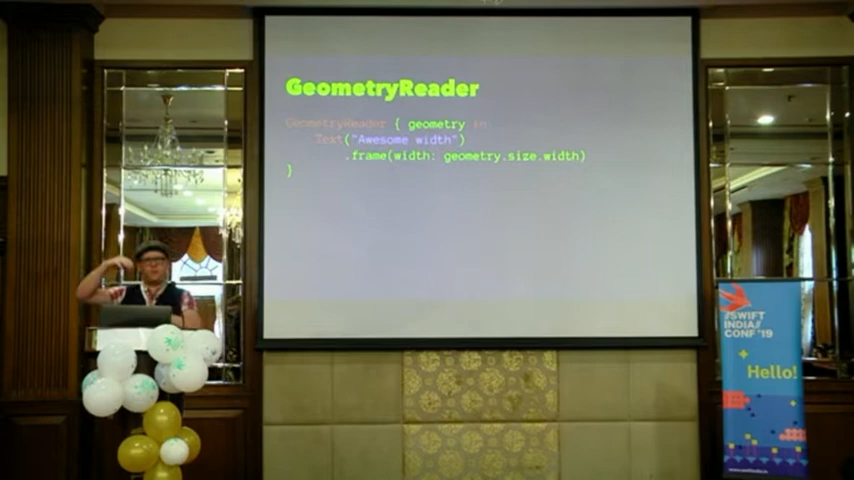 GeometryReader
GeometryReader { geometry in
Text("Awesome width")
.frame(width: geometry.size.width)
}
//SWIFT
INDIA//
CONF '19
Hello!